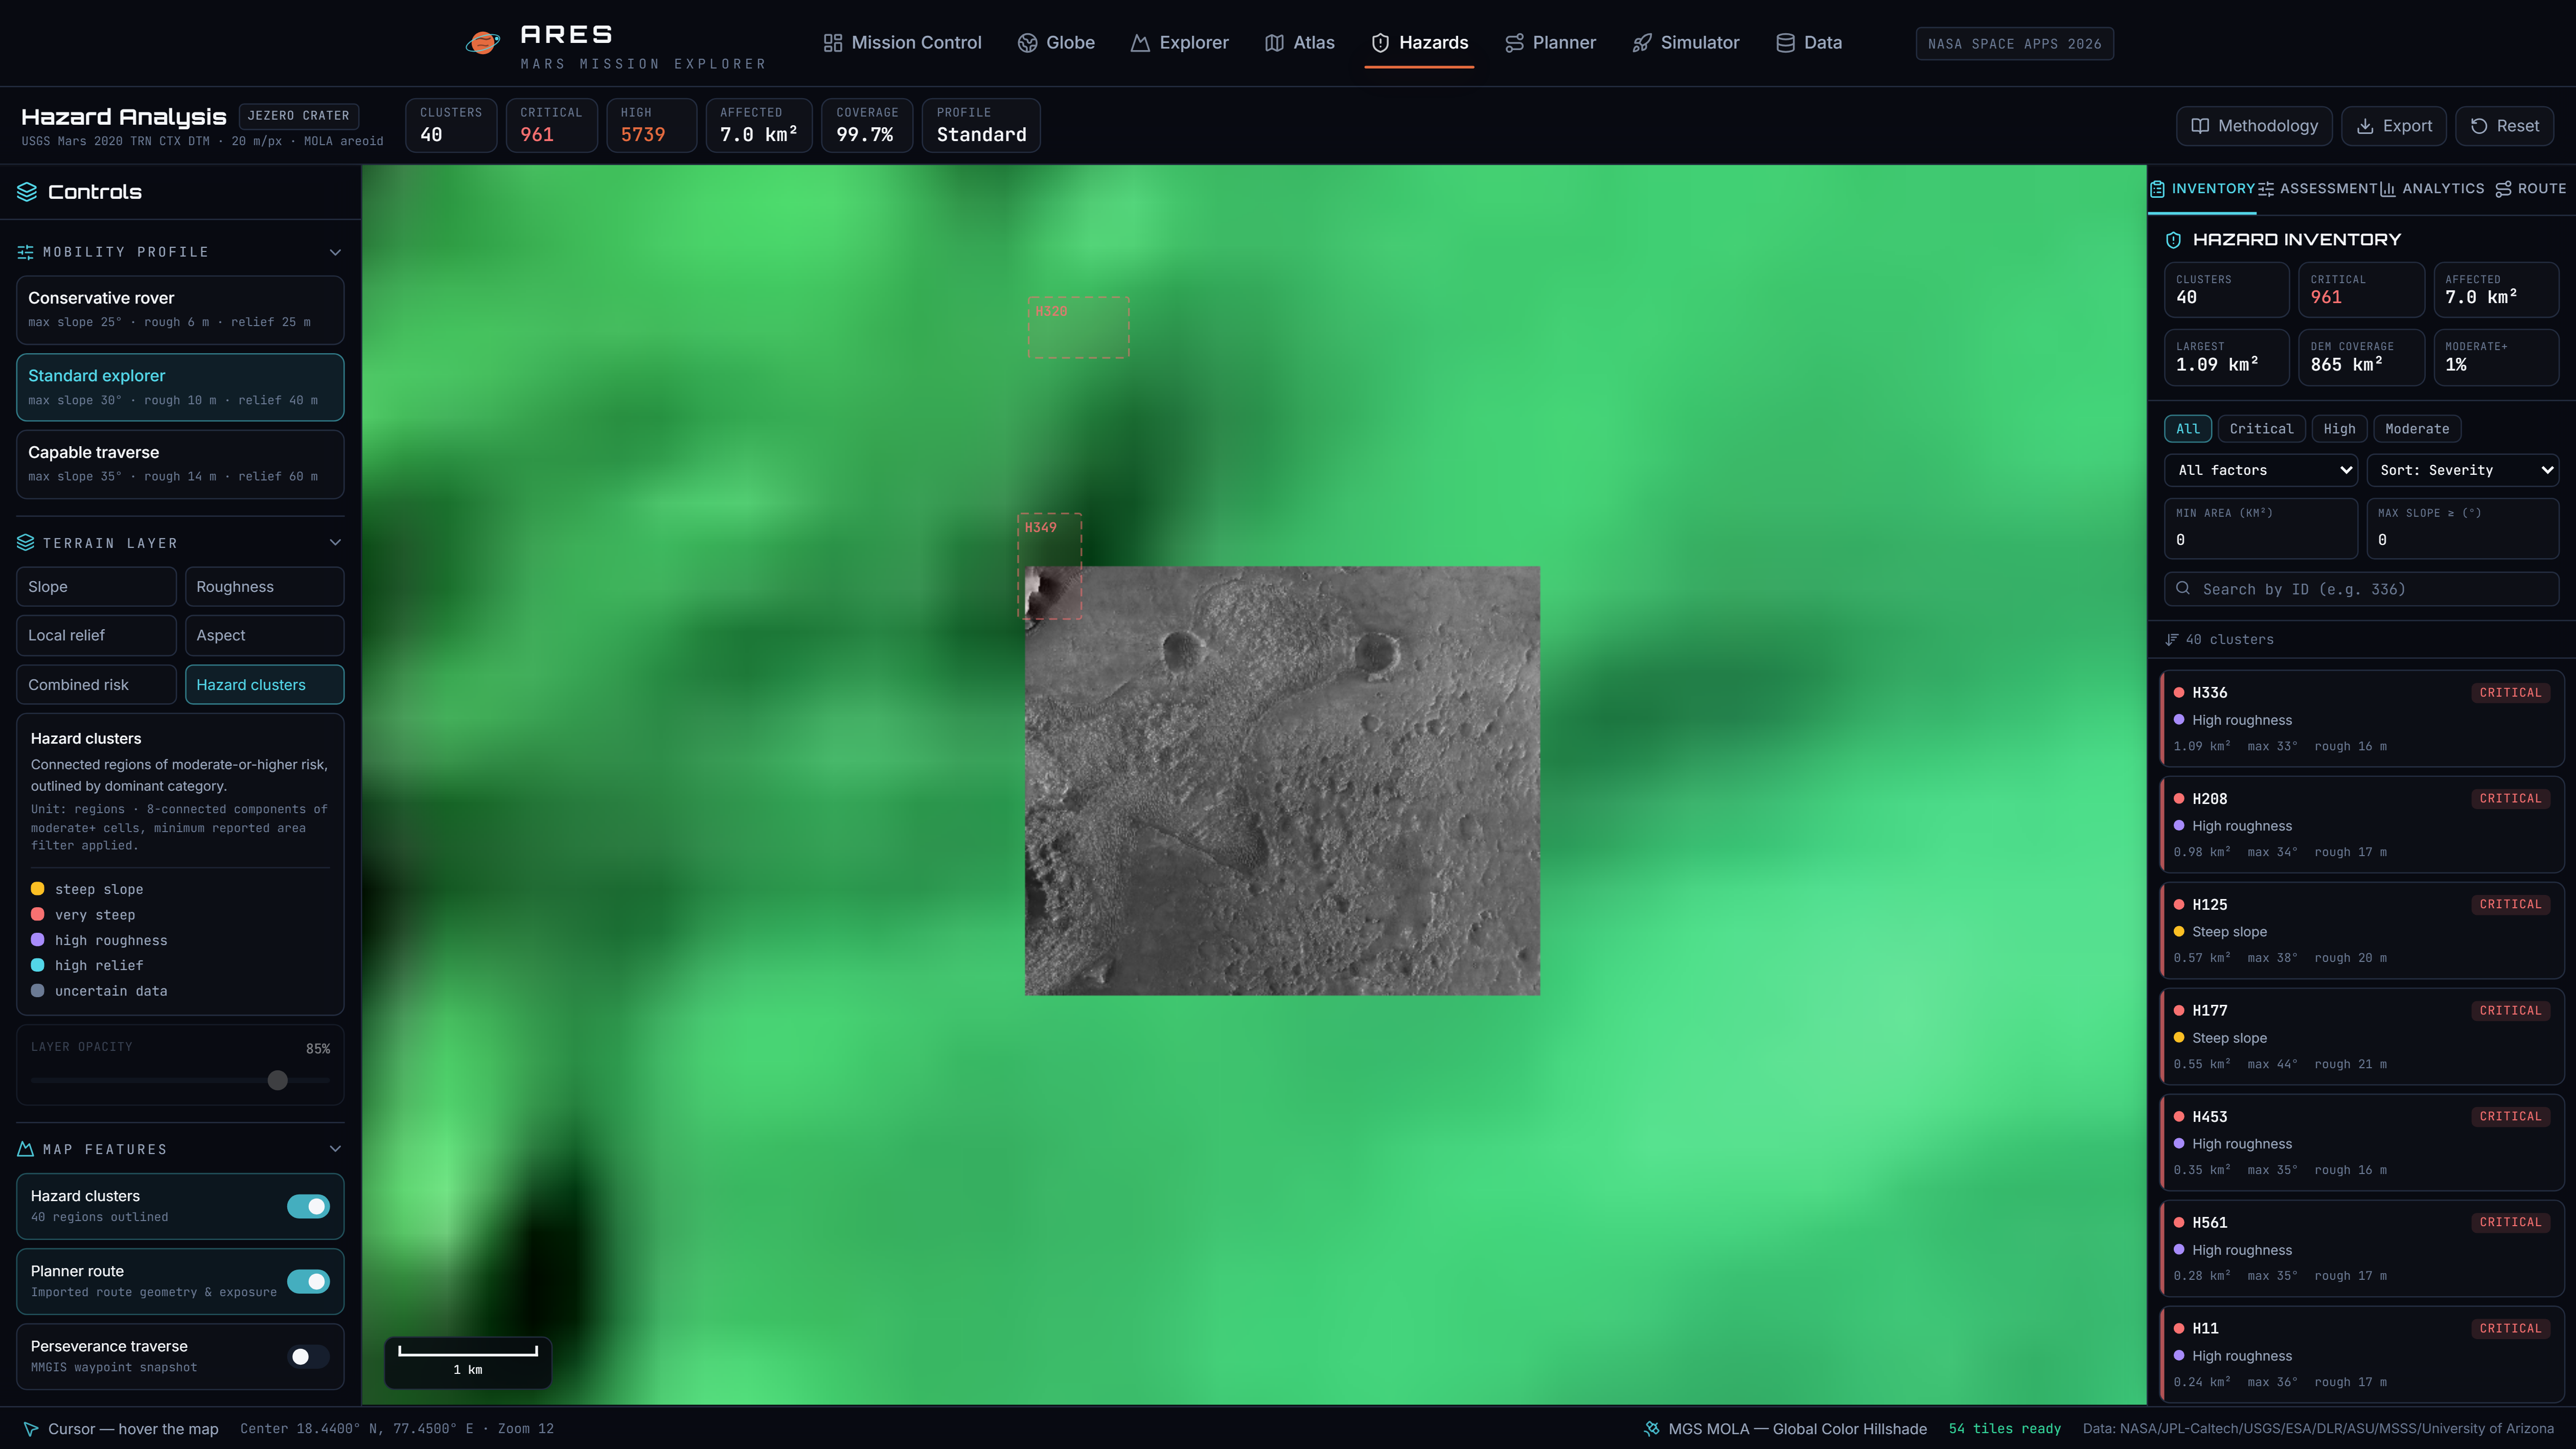 ARES
MARS MISSION EXPLORER
Mission Control
Globe
Explorer
Atlas
Hazards
Planner
Simulator
Data
NASA SPACE APPS 2026
Hazard Analysis
JEZERO CRATER
USGS Mars 2020 TRN CTX DTM · 20 m/px · MOLA areoid
CLUSTERS
40
CRITICAL
961
HIGH
5739
AFFECTED
7.0 km²
COVERAGE
99.7%
PROFILE
Standard
Methodology
Export
Reset
Controls
MOBILITY PROFILE
Conservative rover
max slope 25° · rough 6 m · relief 25 m
Standard explorer
max slope 30° · rough 10 m · relief 40 m
Capable traverse
max slope 35° · rough 14 m · relief 60 m
TERRAIN LAYER
Slope
Roughness
Local relief
Aspect
Combined risk
Hazard clusters
Hazard clusters
Connected regions of moderate-or-higher risk,
outlined by dominant category.
Unit: regions · 8-connected components of
moderate+ cells, minimum reported area
filter applied.
steep slope
very steep
high roughness
high relief
uncertain data
LAYER OPACITY
85%
MAP FEATURES
Hazard clusters
40 regions outlined
Planner route
Imported route geometry & exposure
Perseverance traverse
MMGIS waypoint snapshot
H320
H349
1 km
INVENTORY
ASSESSMENT
ANALYTICS
ROUTE
HAZARD INVENTORY
CLUSTERS
40
CRITICAL
961
AFFECTED
7.0 km²
LARGEST
1.09 km²
DEM COVERAGE
865 km²
MODERATE+
1%
All
Critical
High
Moderate
All factors
Sort: Severity
MIN AREA (KM²)
0
MAX SLOPE ≥ (°)
0
Search by ID (e.g. 336)
40 clusters
H336
CRITICAL
High roughness
1.09 km² max 33° rough 16 m
H208
CRITICAL
High roughness
0.98 km² max 34° rough 17 m
H125
CRITICAL
Steep slope
0.57 km² max 38° rough 20 m
H177
CRITICAL
Steep slope
0.55 km² max 44° rough 21 m
H453
CRITICAL
High roughness
0.35 km² max 35° rough 16 m
H561
CRITICAL
High roughness
0.28 km² max 35° rough 17 m
H11
CRITICAL
High roughness
0.24 km² max 36° rough 17 m
Cursor — hover the map
Center 18.4400° N, 77.4500° E · Zoom 12
MGS MOLA — Global Color Hillshade
54 tiles ready
Data: NASA/JPL-Caltech/USGS/ESA/DLR/ASU/MSSS/University of Arizona